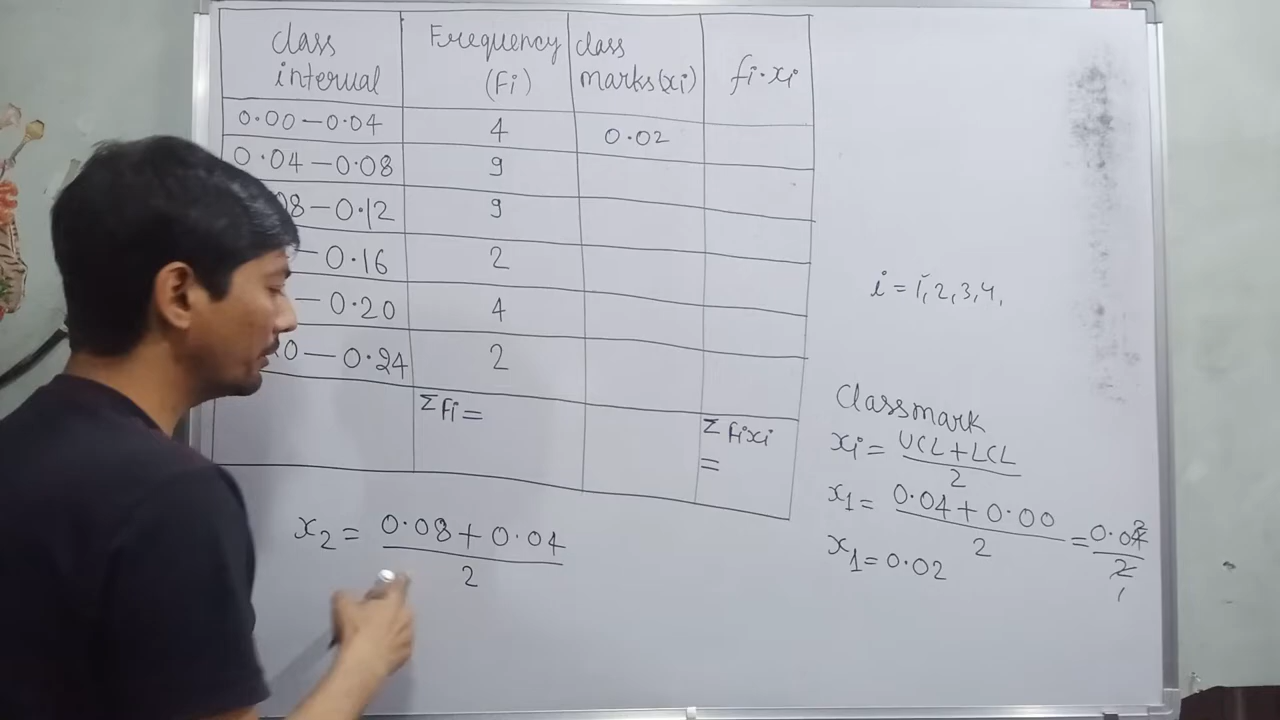 class interval
Frequency (Fi)
class marks(xi)
fi·xi
0.00 – 0.04 4 0.02
0.04 – 0.08 9
08 – 0.12 9
– 0.16 2
– 0.20 4
0 – 0.24 2
Σfi =
Σ fixi =
i = 1, 2, 3, 4,
Classmark
xi = UCL + LCL / 2
x1 = 0.04 + 0.00 / 2 = 0.04 / 2
2
1
x1 = 0.02
x2 = 0.08 + 0.04 / 2